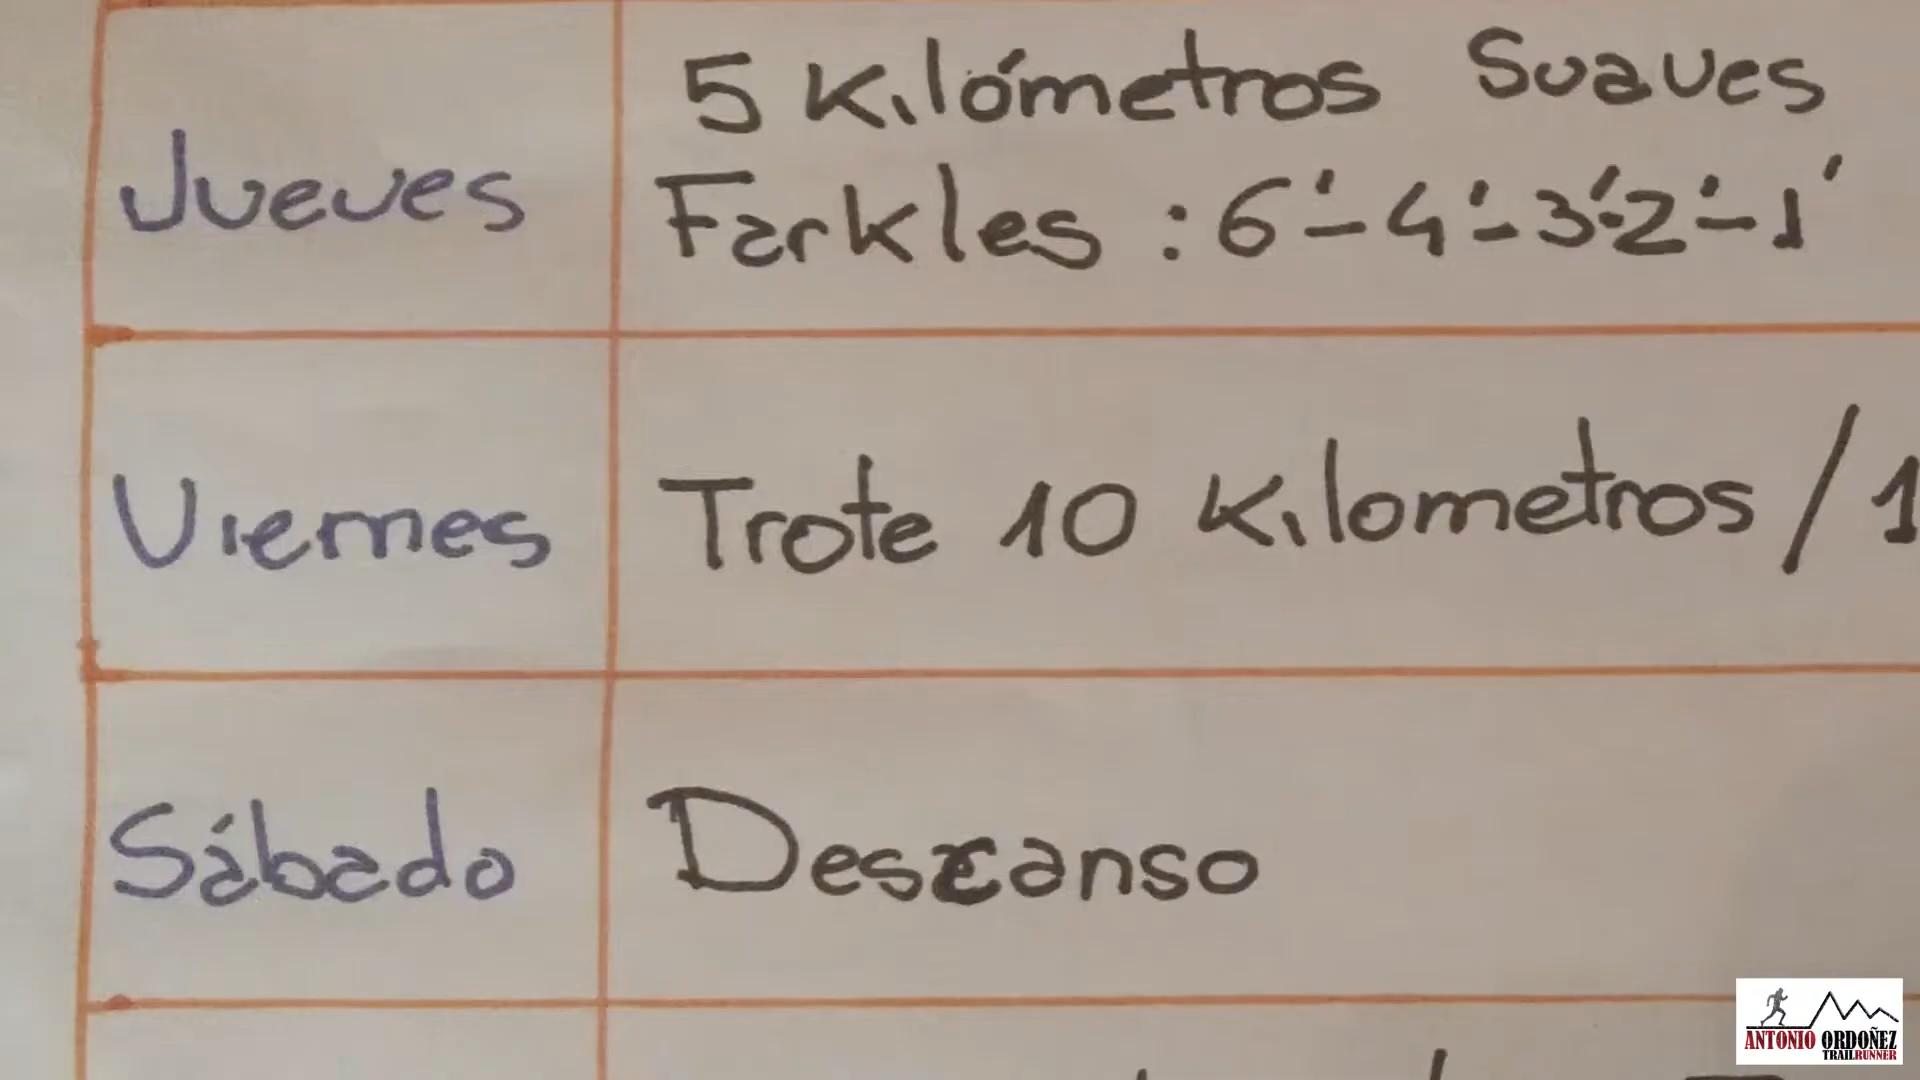 5 Kilómetros Suaves
Jueves
Farkles : 6'-4'-3'-2'-1'
Viernes
Trote 10 Kilometros / 1
Sábado
Descanso
ANTONIO ORDOÑEZ
TRAILRUNNER